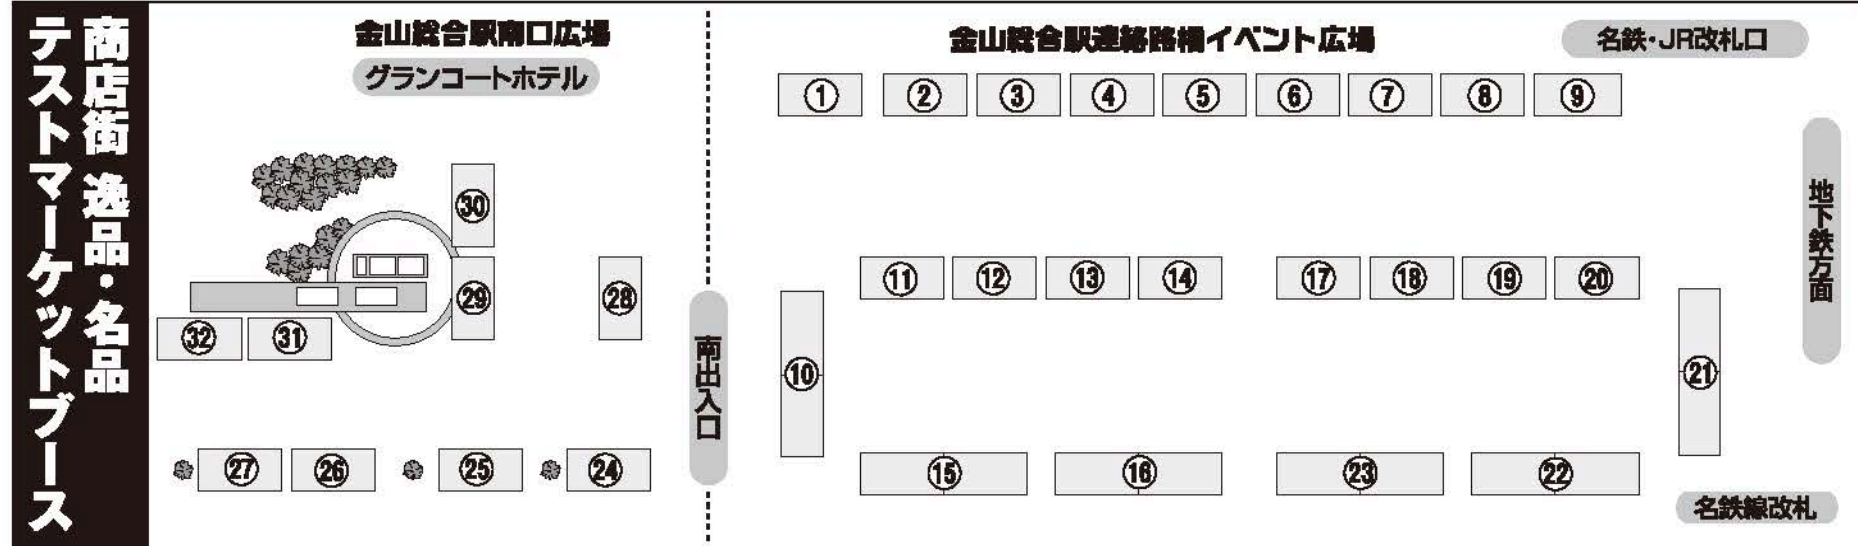 商店街 逸品・名品
テストマーケットブース
金山総合駅南口広場
グランコートホテル
金山総合駅連絡路橋イベント広場
名鉄・JR改札口
① ② ③ ④ ⑤ ⑥ ⑦ ⑧ ⑨
地下鉄方面
㉚
⑪ ⑫ ⑬ ⑭ ⑰ ⑱ ⑲ ⑳
㉙ ㉘
㉜ ㉛
南出入口
⑩
㉑
㉗ ㉖ ㉕ ㉔
⑮ ⑯ ㉓ ㉒
名鉄線改札